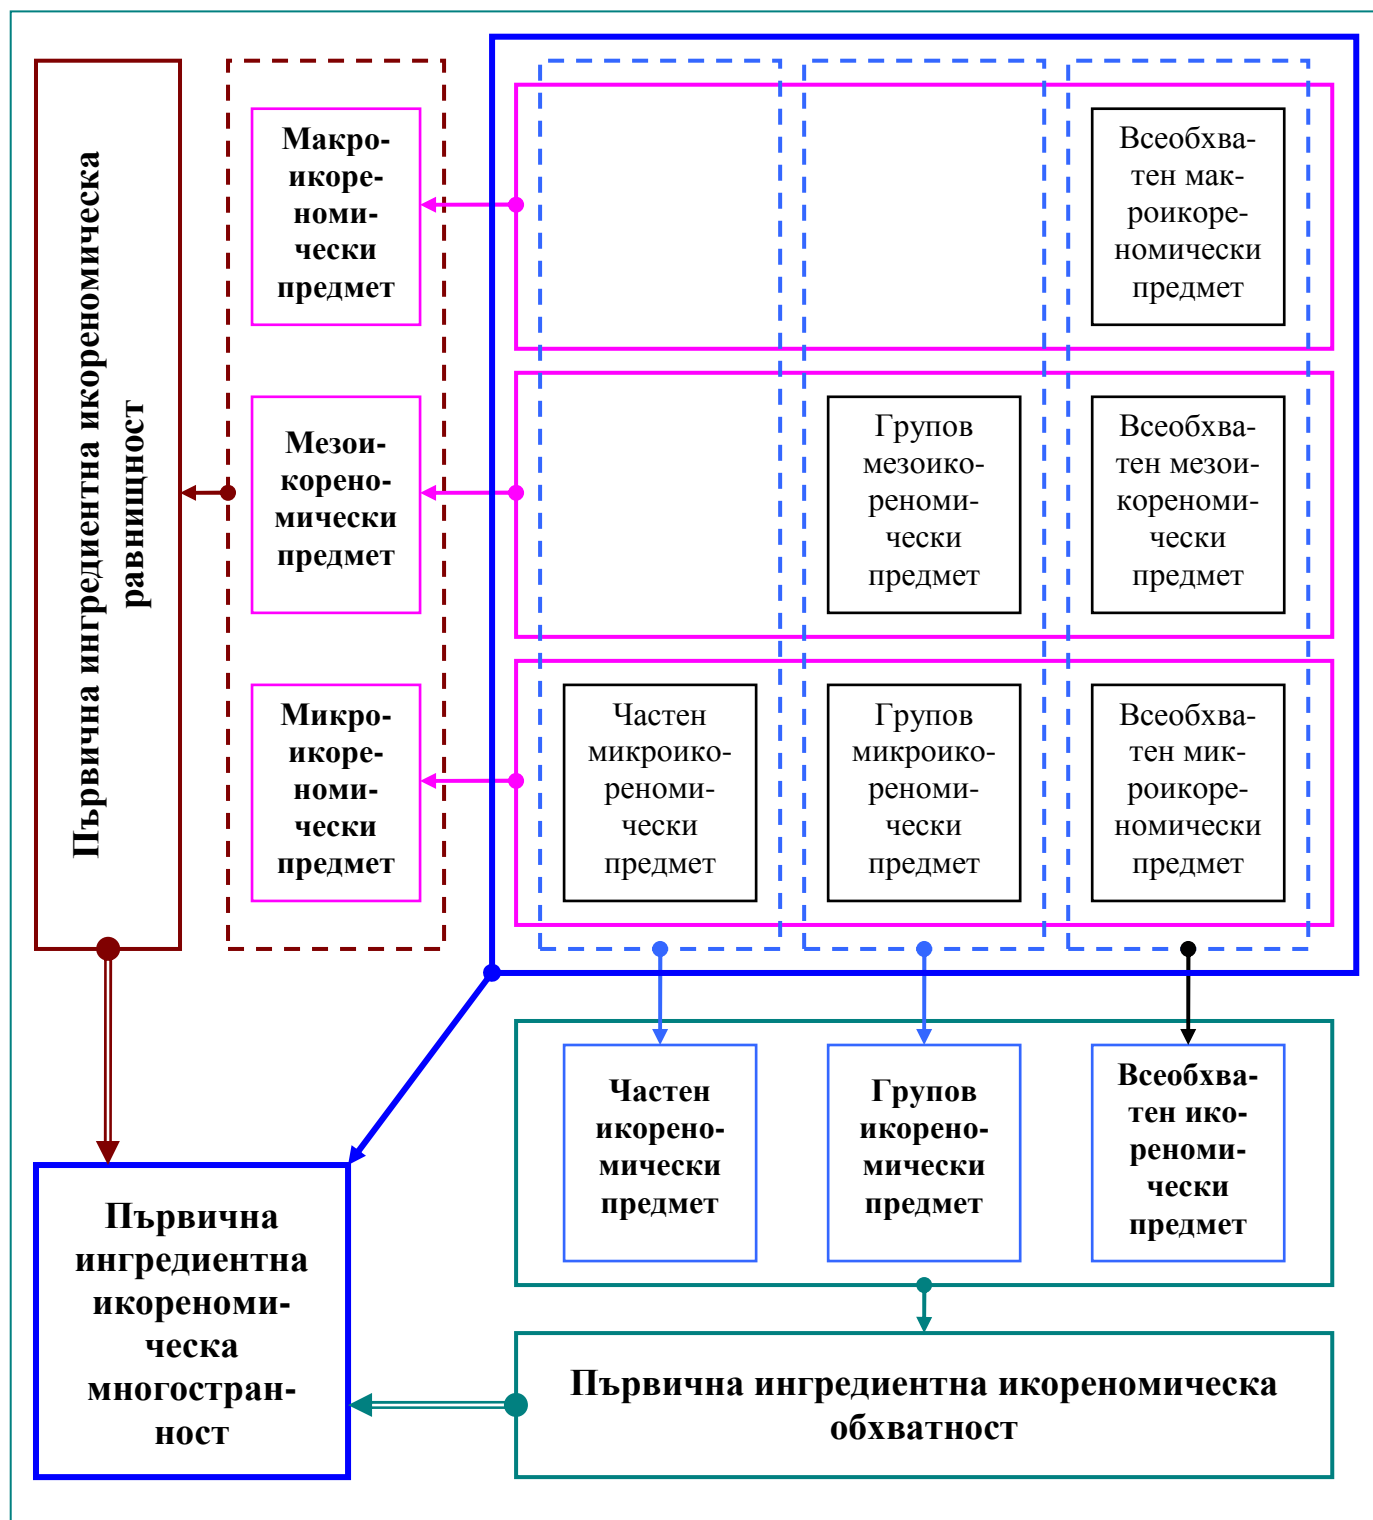 Първична ингредиентна икореномическа
равнищност
Макро-
икоре-
номи-
чески
предмет
Всеобхва-
тен мак-
роикоре-
номически
предмет
Мезои-
корено-
мически
предмет
Групов
мезоико-
реноми-
чески
предмет
Всеобхва-
тен мезои-
кореноми-
чески
предмет
Микро-
икоре-
номи-
чески
предмет
Частен
микроико-
реноми-
чески
предмет
Групов
микроико-
реноми-
чески
предмет
Всеобхва-
тен мик-
роикоре-
номически
предмет
Частен
икорено-
мически
предмет
Групов
икорено-
мически
предмет
Всеобхва-
тен ико-
реноми-
чески
предмет
Първична
ингредиентна
икореноми-
ческа
многостран-
ност
Първична ингредиентна икореномическа
обхватност